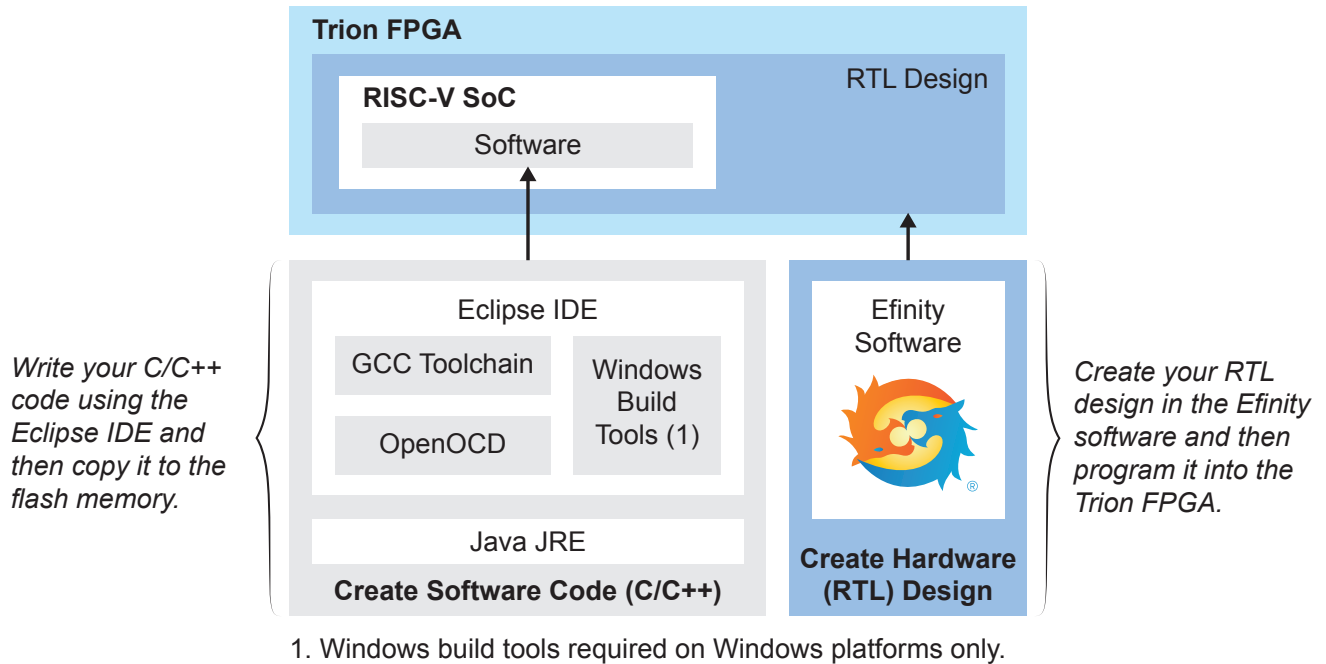 Trion FPGA
RTL Design
RISC-V SoC
Software
Write your C/C++
code using the
Eclipse IDE and
then copy it to the
flash memory.
Eclipse IDE
GCC Toolchain
OpenOCD
Windows
Build
Tools (1)
Java JRE
Create Software Code (C/C++)
Efinity
Software
®
Create Hardware
(RTL) Design
Create your RTL
design in the Efinity
software and then
program it into the
Trion FPGA.
1. Windows build tools required on Windows platforms only.